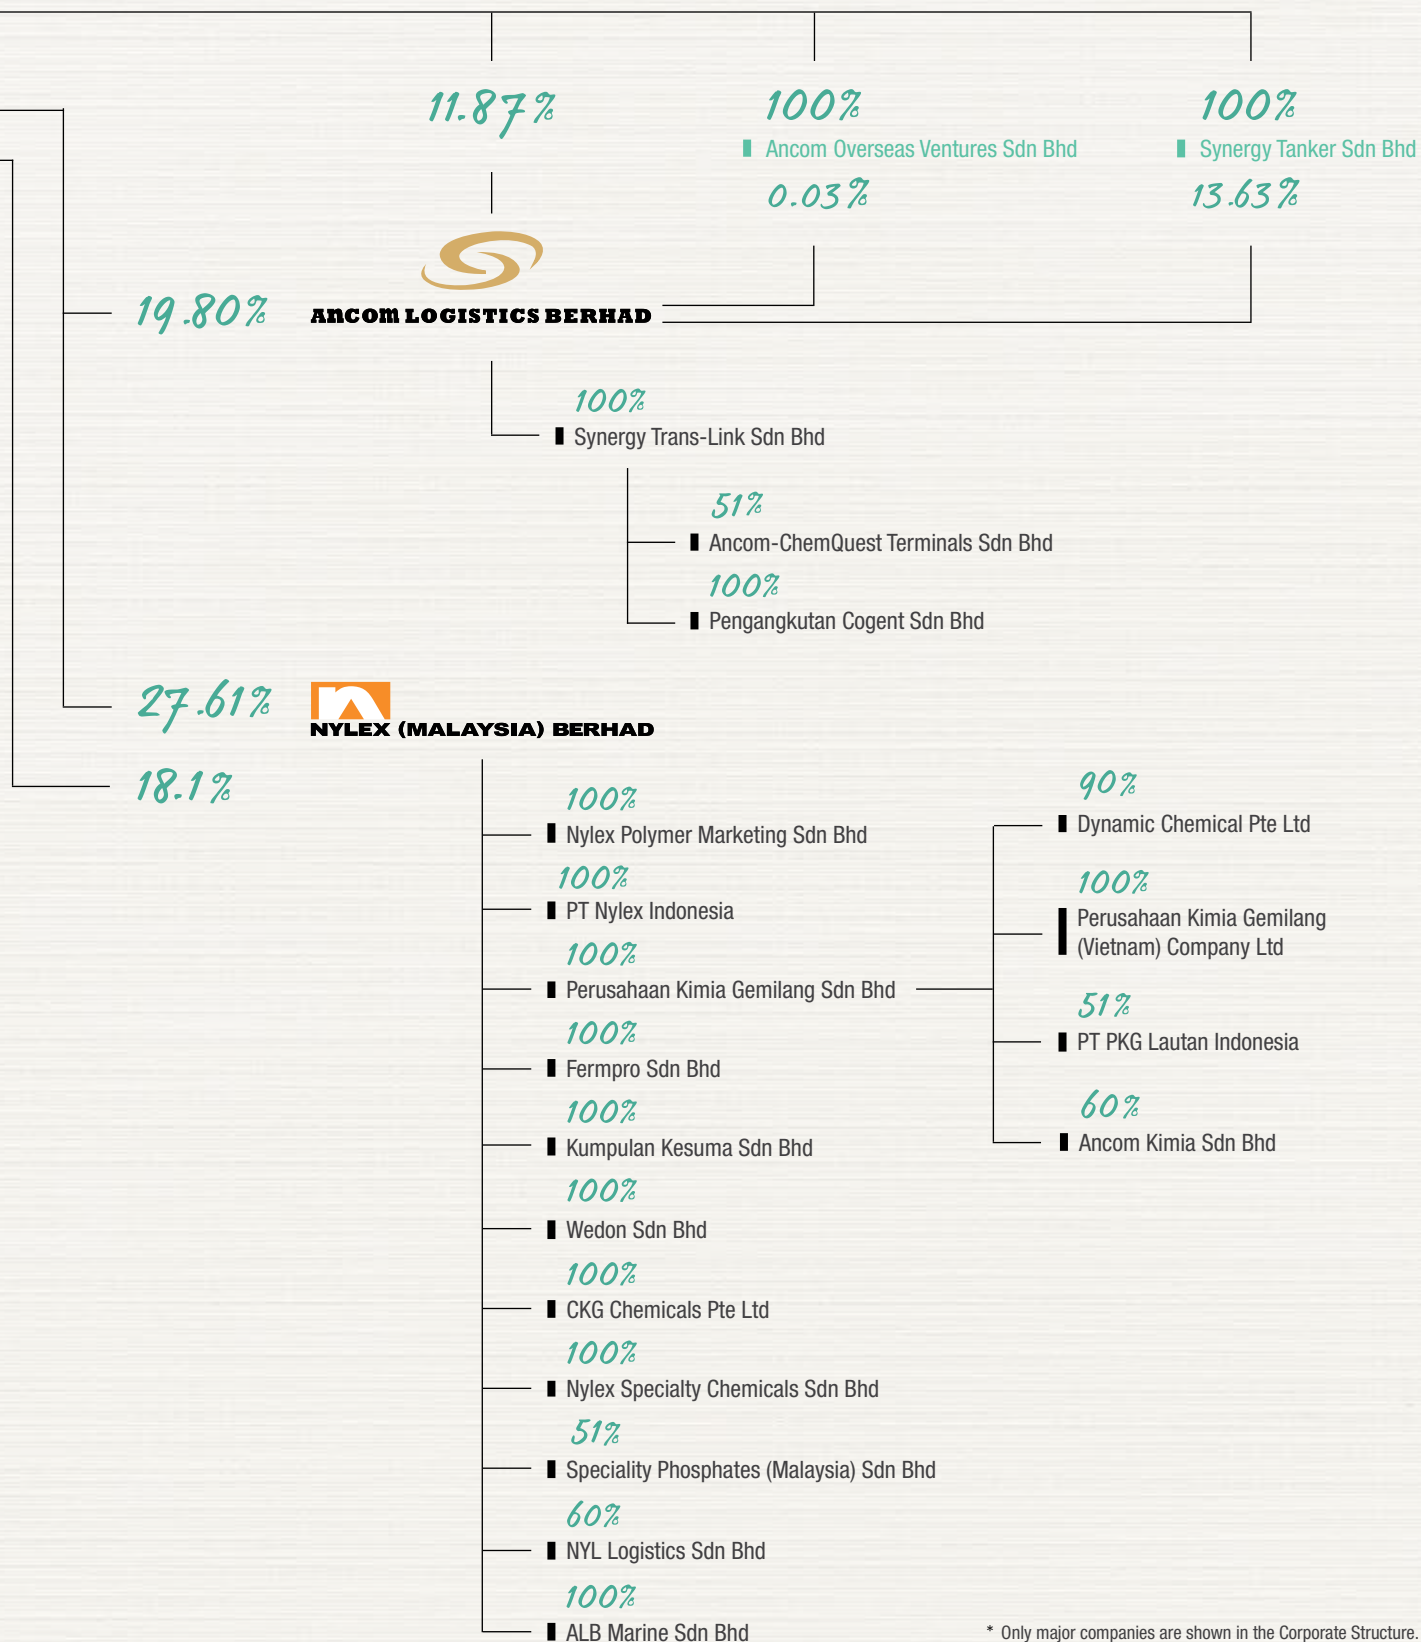 11.87%
100%
Ancom Overseas Ventures Sdn Bhd
0.03%
100%
Synergy Tanker Sdn Bhd
13.63%
19.80%
ANCOM LOGISTICS BERHAD
100%
Synergy Trans-Link Sdn Bhd
51%
Ancom-ChemQuest Terminals Sdn Bhd
100%
Pengangkutan Cogent Sdn Bhd
27.61%
NYLEX (MALAYSIA) BERHAD
18.1%
100%
Nylex Polymer Marketing Sdn Bhd
100%
PT Nylex Indonesia
100%
Perusahaan Kimia Gemilang Sdn Bhd
100%
Fermpro Sdn Bhd
100%
Kumpulan Kesuma Sdn Bhd
100%
Wedon Sdn Bhd
100%
CKG Chemicals Pte Ltd
100%
Nylex Specialty Chemicals Sdn Bhd
51%
Speciality Phosphates (Malaysia) Sdn Bhd
60%
NYL Logistics Sdn Bhd
100%
ALB Marine Sdn Bhd
90%
Dynamic Chemical Pte Ltd
100%
Perusahaan Kimia Gemilang
(Vietnam) Company Ltd
51%
PT PKG Lautan Indonesia
60%
Ancom Kimia Sdn Bhd
* Only major companies are shown in the Corporate Structure.